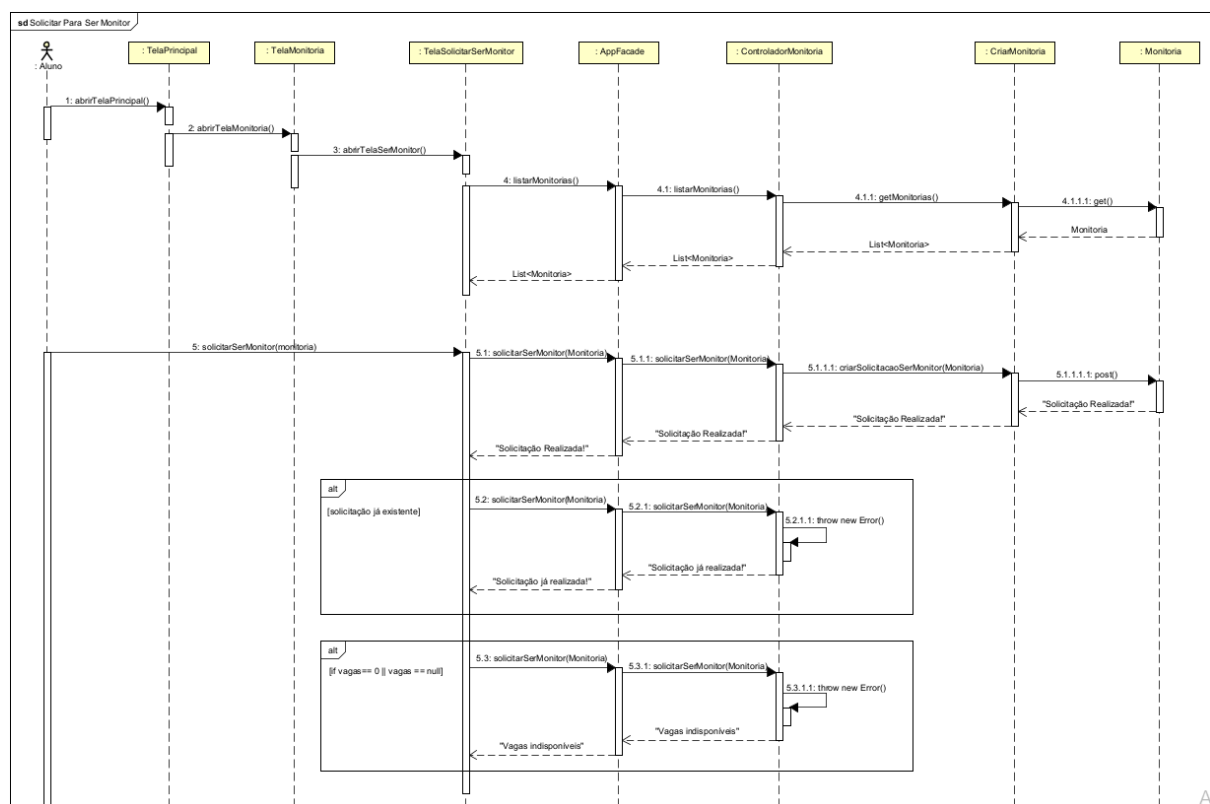 sd Solicitar Para Ser Monitor
: Aluno
: TelaPrincipal
: TelaMonitoria
: TelaSolicitarSerMonitor
: AppFacade
: ControladorMonitoria
: CriarMonitoria
: Monitoria
1: abrirTelaPrincipal()
2: abrirTelaMonitoria()
3: abrirTelaSerMonitor()
4: listarMonitorias()
4.1: listarMonitorias()
4.1.1: getMonitorias()
4.1.1.1: get()
Monitoria
List<Monitoria>
List<Monitoria>
List<Monitoria>
5: solicitarSerMonitor(monitoria)
5.1: solicitarSerMonitor(Monitoria)
5.1.1: solicitarSerMonitor(Monitoria)
5.1.1.1: criarSolicitacaoSerMonitor(Monitoria)
5.1.1.1.1: post()
"Solicitação Realizada!"
"Solicitação Realizada!"
"Solicitação Realizada!"
"Solicitação Realizada!"
alt
[solicitação já existente]
5.2: solicitarSerMonitor(Monitoria)
5.2.1: solicitarSerMonitor(Monitoria)
5.2.1.1: throw new Error()
"Solicitação já realizada!"
"Solicitação já realizada!"
alt
[if vagas== 0 || vagas == null]
5.3: solicitarSerMonitor(Monitoria)
5.3.1: solicitarSerMonitor(Monitoria)
5.3.1.1: throw new Error()
"Vagas indisponíveis"
"Vagas indisponíveis"
A